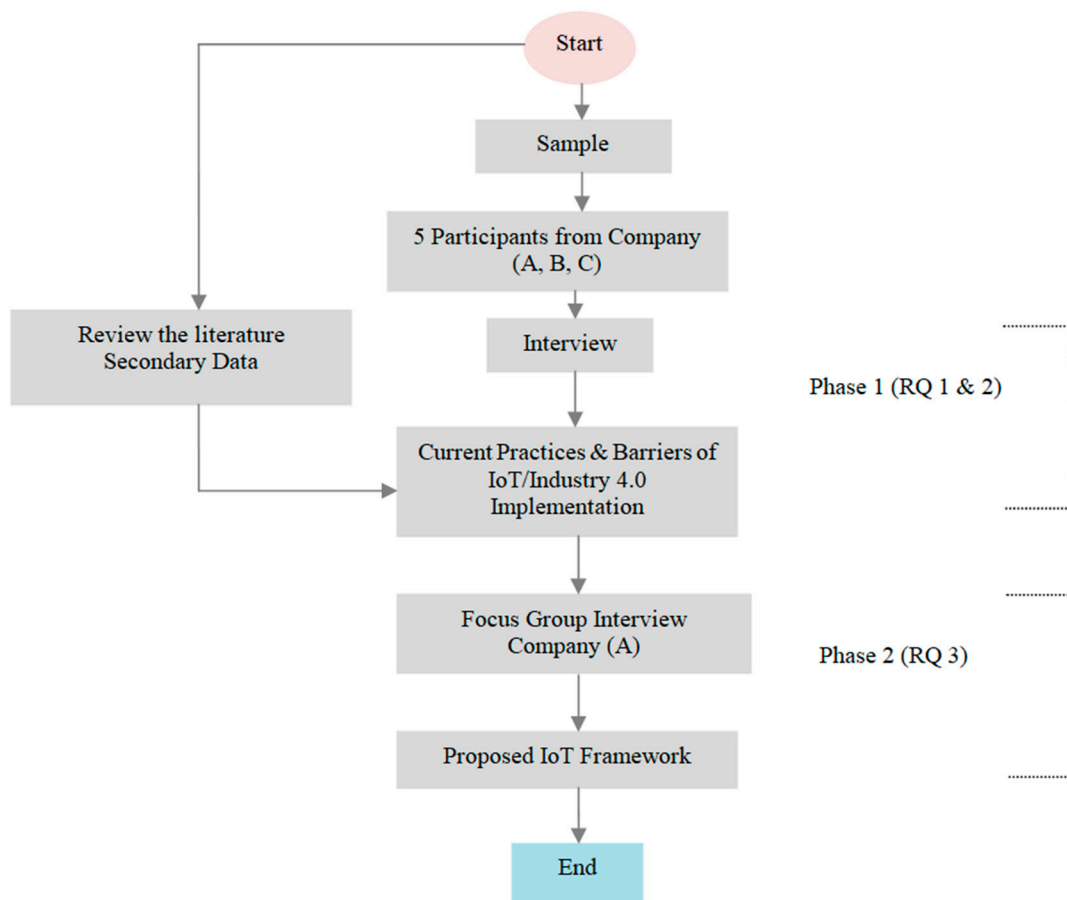 Start
Sample
5 Participants from Company
(A, B, C)
Review the literature
Secondary Data
Interview
Phase 1 (RQ 1 & 2)
Current Practices & Barriers of
IoT/Industry 4.0
Implementation
Focus Group Interview
Company (A)
Phase 2 (RQ 3)
Proposed IoT Framework
End